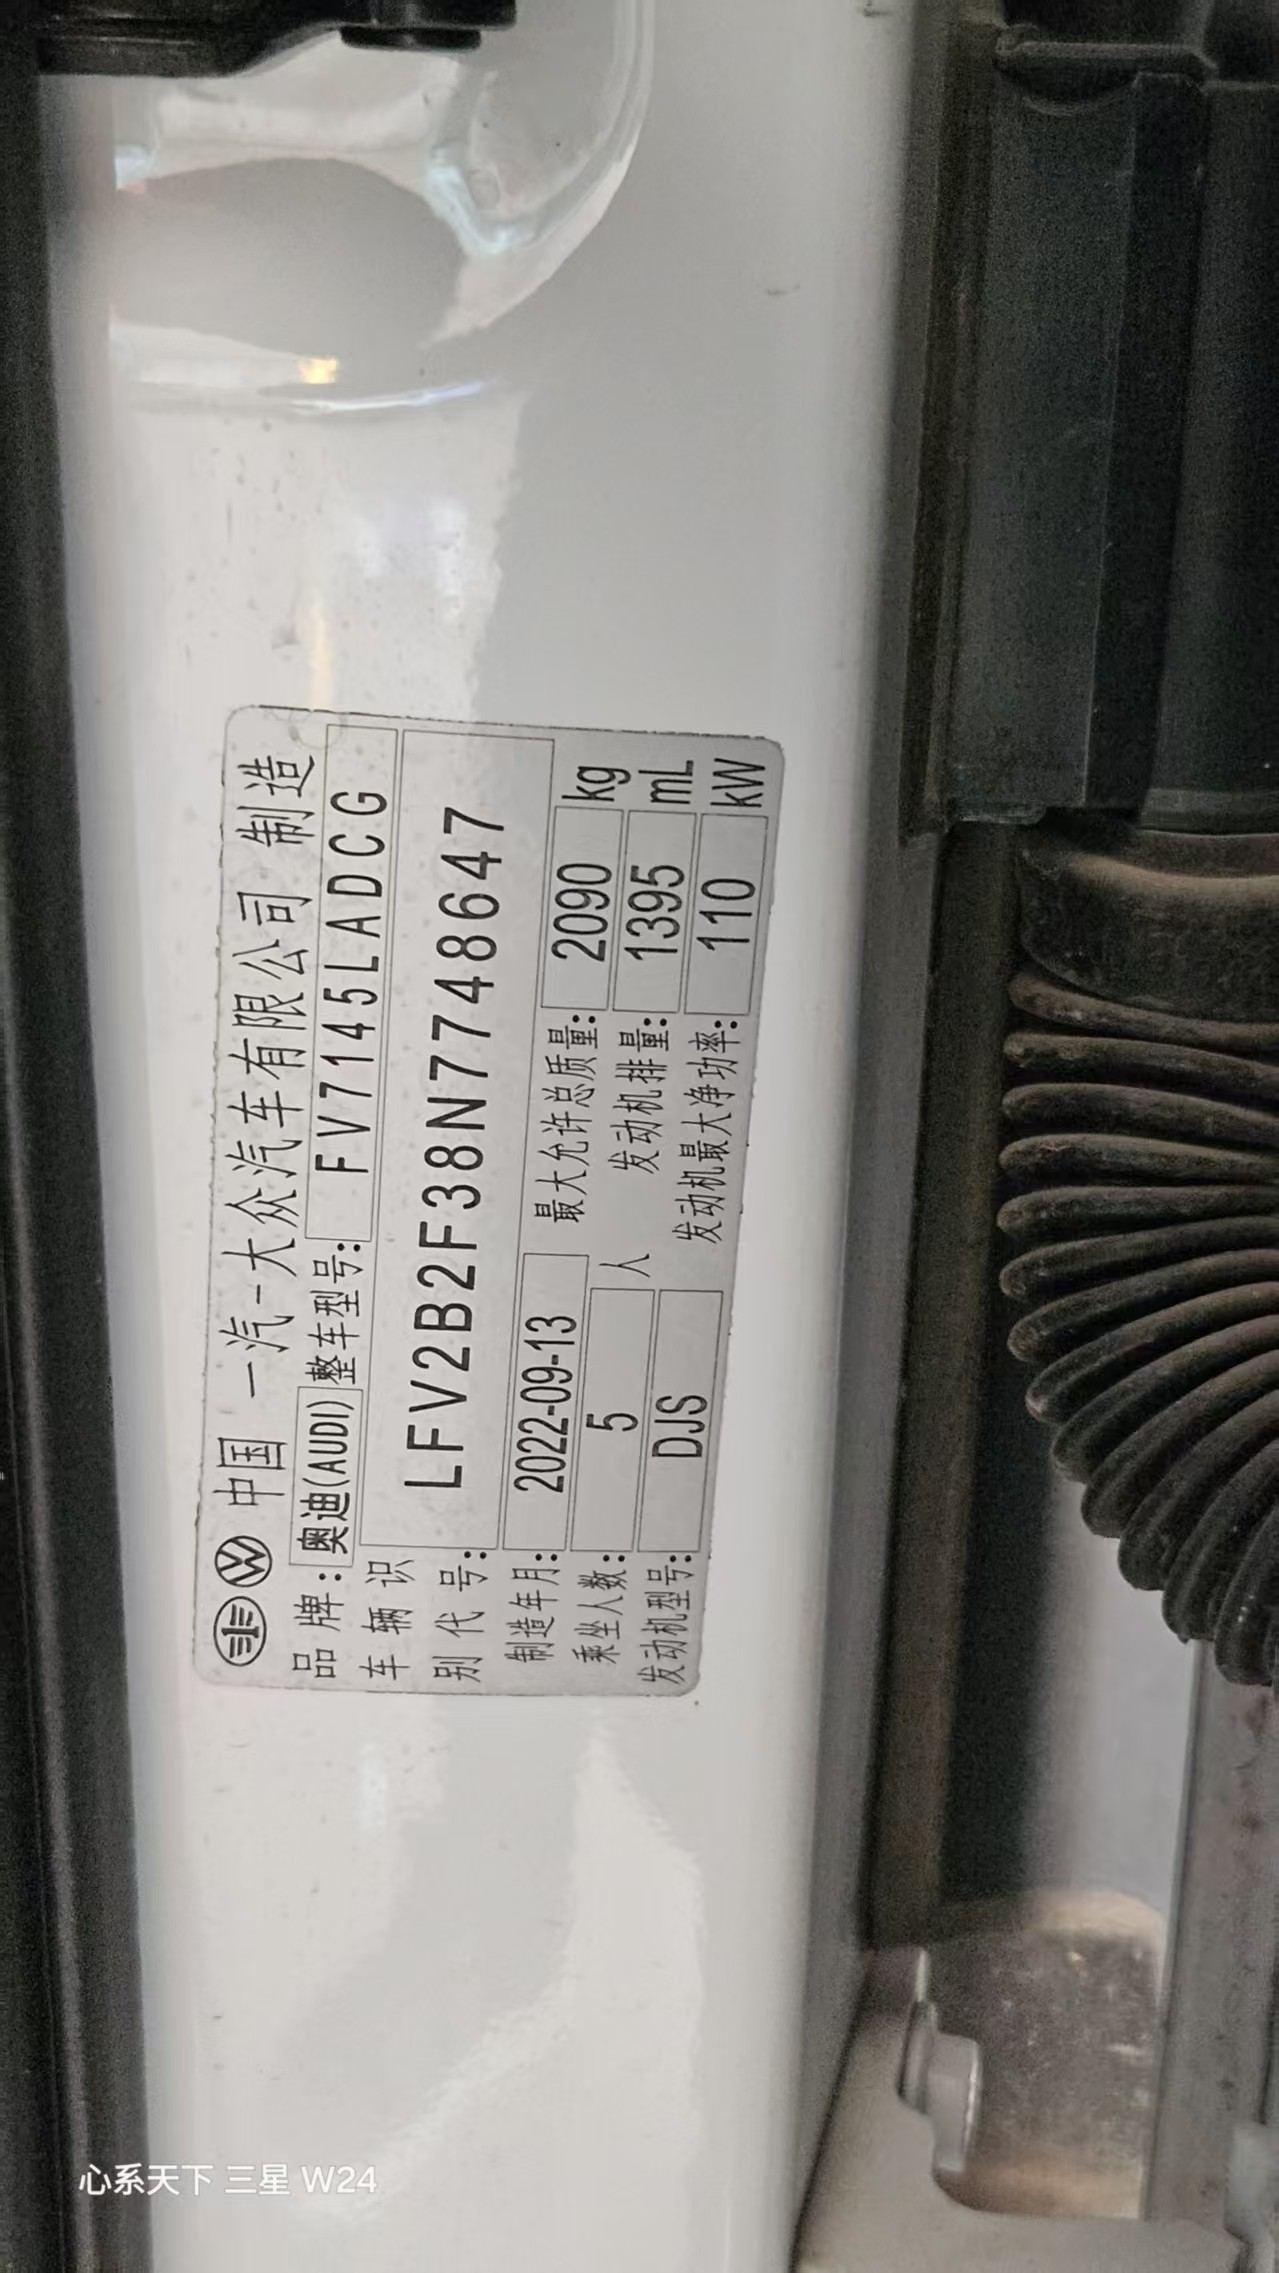 中国 一汽-大众汽车有限公司 制造
品牌: 奥迪(AUDI) 整车型号: FV7145LADCG
车辆识别代号: LFV2B2F38N7748647
制造年月: 2022-09-13 最大允许总质量: 2090 kg
乘坐人数: 5 人 发动机排量: 1395 mL
发动机型号: DJS 发动机最大净功率: 110 kW
心系天下 三星 W24